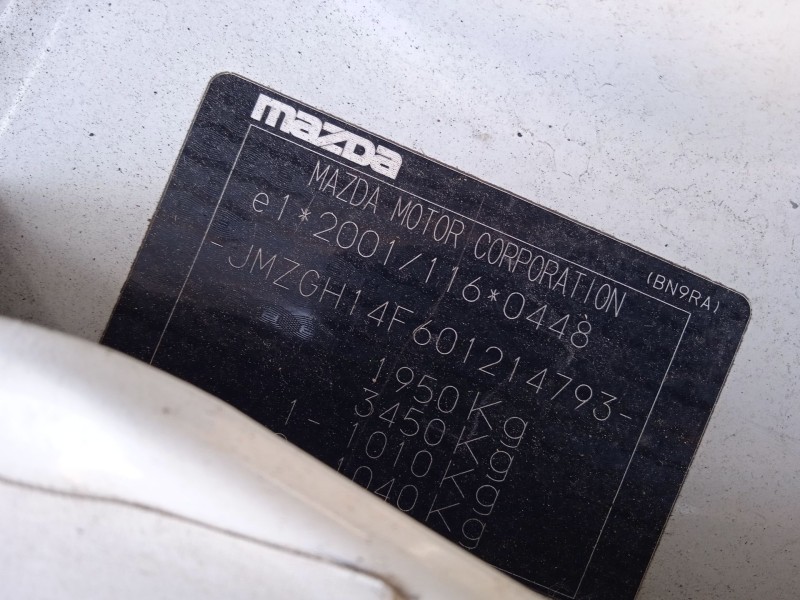 mazda
MAZDA MOTOR CORPORATION
(BN9RA)
e1*2001/116*0448
-JMZGH14F601214793-
1950Kg
3450Kg
1- 1010Kg
1040Kg